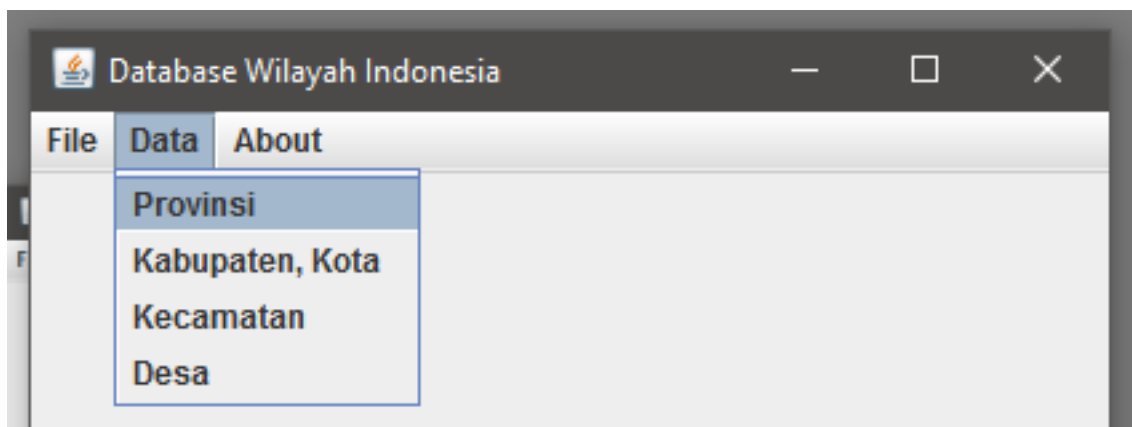 Database Wilayah Indonesia
File Data About
Provinsi
F
Kabupaten, Kota
Kecamatan
Desa